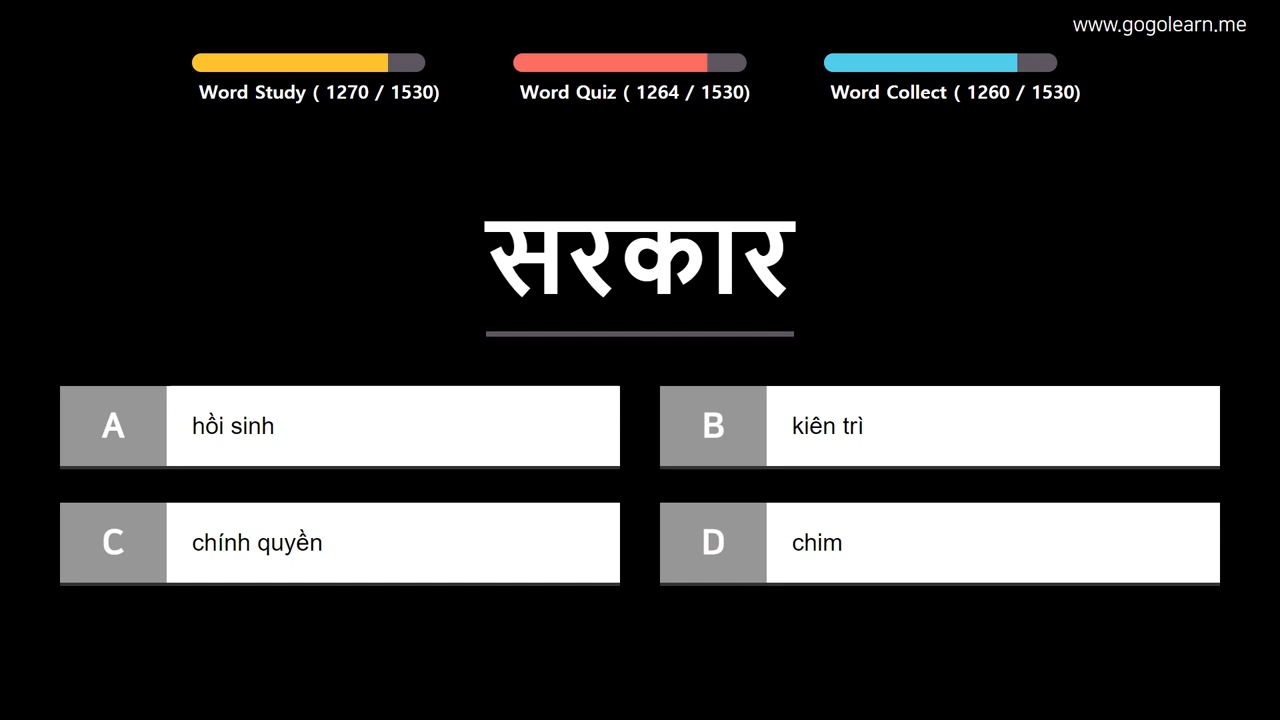 www.gogolearn.me
Word Study ( 1270 / 1530)
Word Quiz ( 1264 / 1530)
Word Collect ( 1260 / 1530)
सरकार
A hồi sinh
B kiên trì
C chính quyền
D chim